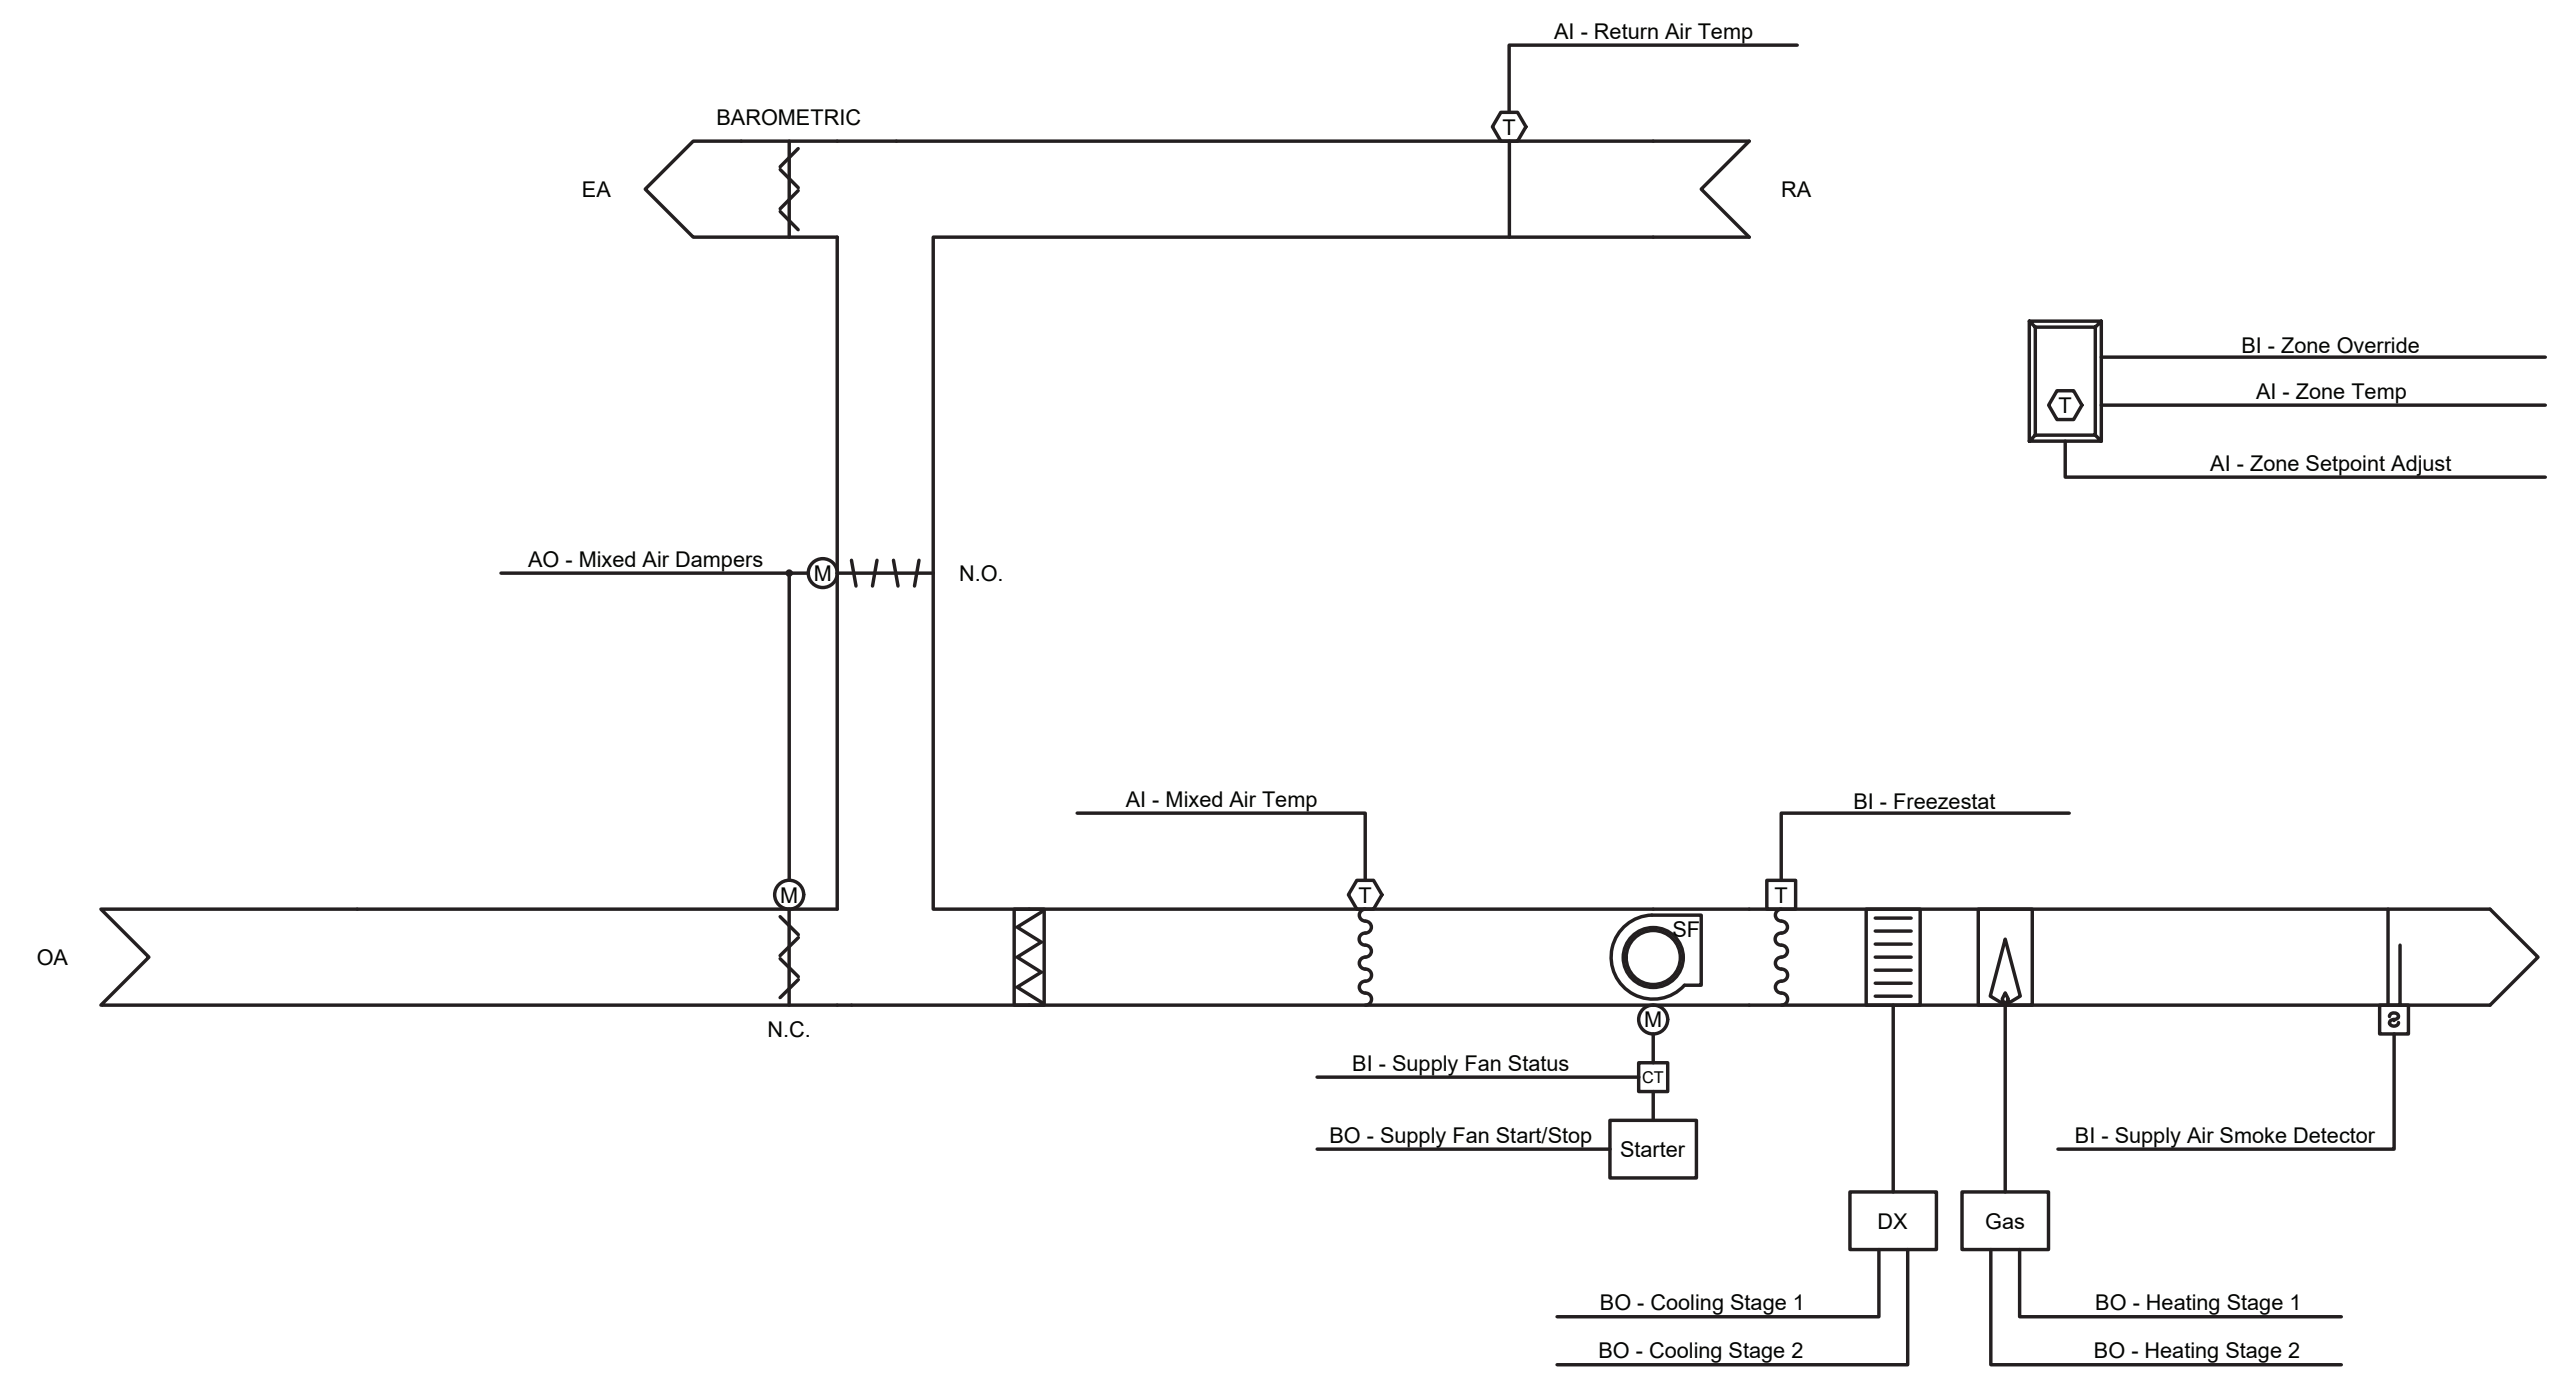 AI - Return Air Temp
BAROMETRIC
T
EA
RA
BI - Zone Override
AI - Zone Temp
T
AI - Zone Setpoint Adjust
AO - Mixed Air Dampers
M
N.O.
AI - Mixed Air Temp
BI - Freezestat
M
T
T
SF
OA
N.C.
M
S
BI - Supply Fan Status
CT
BO - Supply Fan Start/Stop
Starter
BI - Supply Air Smoke Detector
DX
Gas
BO - Cooling Stage 1
BO - Heating Stage 1
BO - Cooling Stage 2
BO - Heating Stage 2